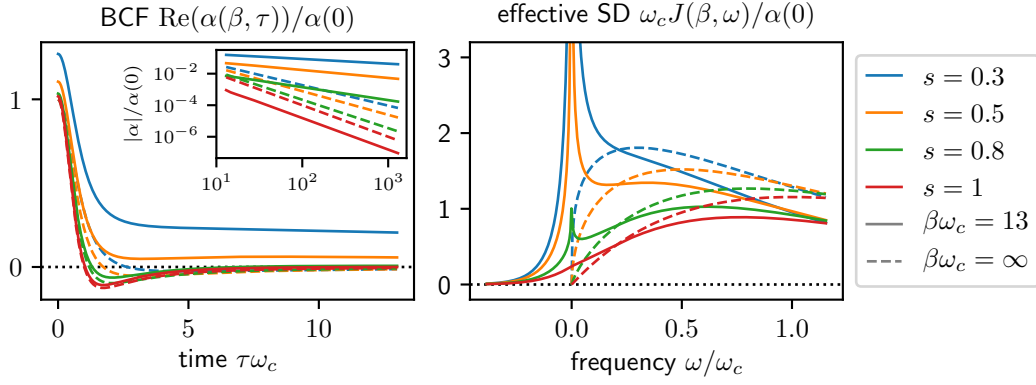 BCF Re(α(β, τ))/α(0)
1
0
0
5
10
time τω_c
|α|/α(0)
10^{-2}
10^{-4}
10^{-6}
10^1
10^2
10^3
effective SD ω_c J(β, ω)/α(0)
3
2
1
0
0.0
0.5
1.0
frequency ω/ω_c
s = 0.3
s = 0.5
s = 0.8
s = 1
βω_c = 13
βω_c = ∞